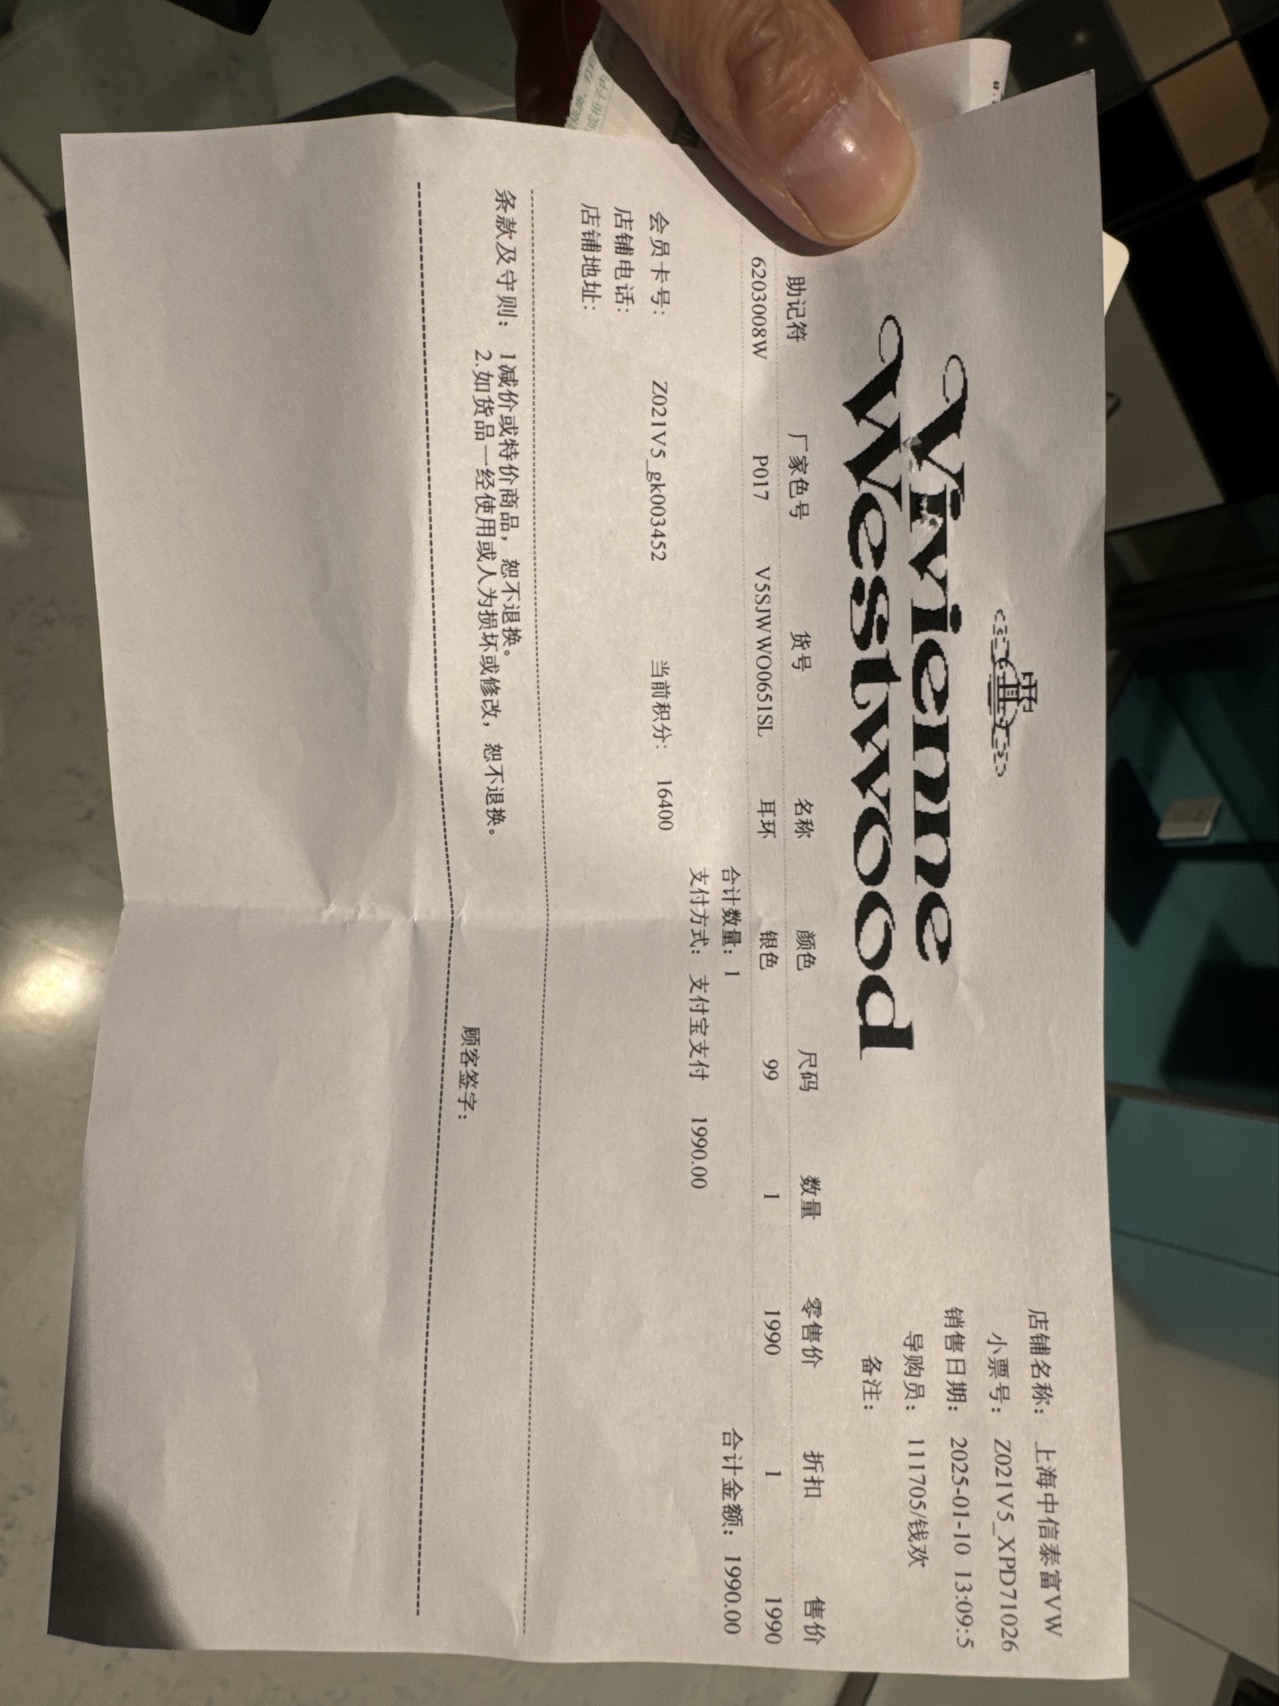 Vivienne
Westwood
店铺名称: 上海中信泰富VW
小票号: Z021V5_XPD71026
销售日期: 2025-01-10 13:09:5
导购员: 111705/钱欢
备注:
助记符 厂家色号 货号 名称 颜色 尺码 数量 零售价 折扣 售价
6203008W P017 V5SJWWO0651SL 耳环 银色 99 1 1990 1 1990
合计数量: 1 合计金额: 1990.00
支付方式: 支付宝支付 1990.00
会员卡号: Z021V5_gk003452 当前积分: 16400
店铺电话:
店铺地址:
条款及守则: 1减价或特价商品，恕不退换。
2.如货品一经使用或人为损坏或修改，恕不退换。
顾客签字: